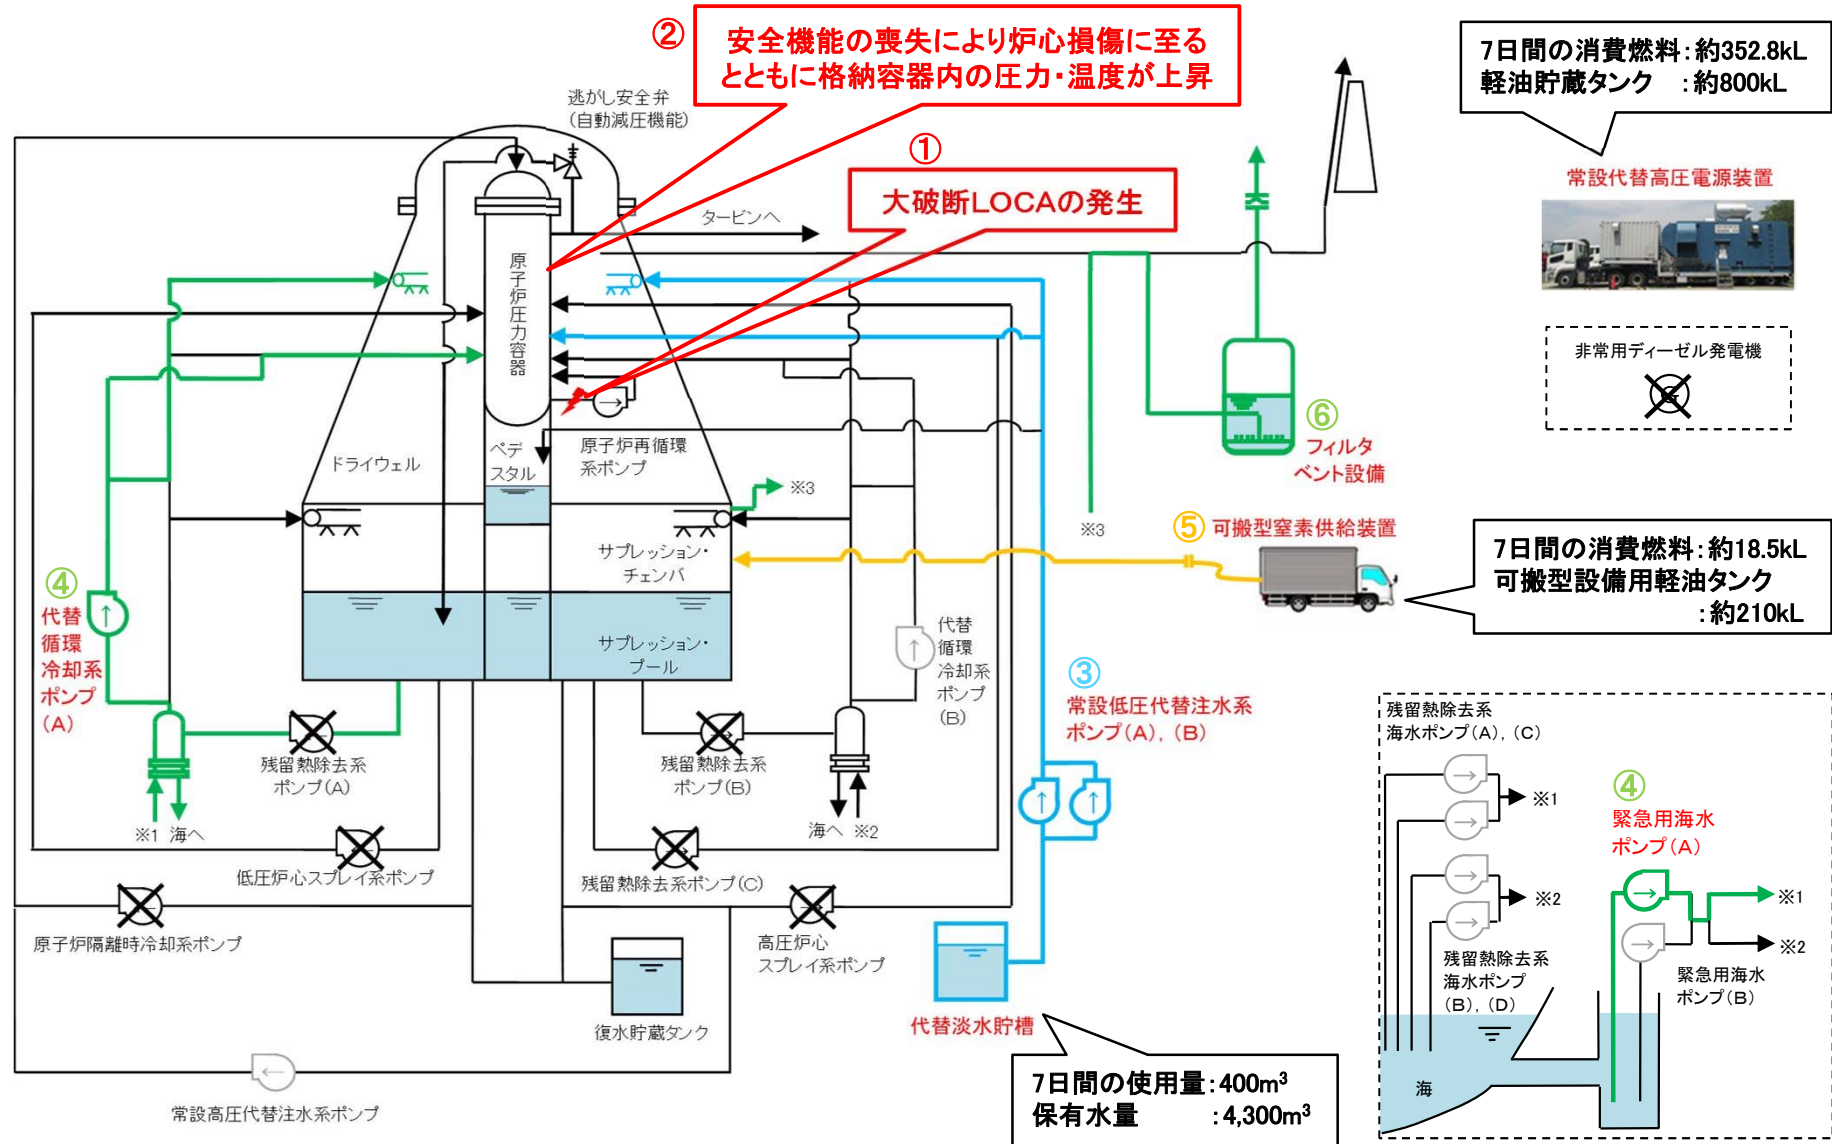 ②
安全機能の喪失により炉心損傷に至る
とともに格納容器内の圧力・温度が上昇
7日間の消費燃料：約352.8kL
軽油貯蔵タンク　：約800kL
逃がし安全弁
（自動減圧機能）
①
大破断LOCAの発生
常設代替高圧電源装置
タービンへ
原子炉圧力容器
非常用ディーゼル発電機
G
⑥
フィルタ
ベント設備
ドライウェル
ペデ
スタル
原子炉再循環
系ポンプ
※3
※3
⑤
可搬型窒素供給装置
7日間の消費燃料：約18.5kL
可搬型設備用軽油タンク
：約210kL
サプレッション・
チェンバ
サプレッション・
プール
④
代替
循環
冷却系
ポンプ
（A）
代替
循環
冷却系
ポンプ
（B）
③
常設低圧代替注水系
ポンプ（A），（B）
残留熱除去系
ポンプ（A）
残留熱除去系
ポンプ（B）
※1 海へ
海へ ※2
低圧炉心スプレイ系ポンプ
残留熱除去系ポンプ（C）
原子炉隔離時冷却系ポンプ
高圧炉心
スプレイ系ポンプ
復水貯蔵タンク
代替淡水貯槽
7日間の使用量：400m³
保有水量　　　：4,300m³
常設高圧代替注水系ポンプ
残留熱除去系
海水ポンプ（A），（C）
※1
※2
残留熱除去系
海水ポンプ
（B），（D）
④
緊急用海水
ポンプ（A）
※1
※2
緊急用海水
ポンプ（B）
海